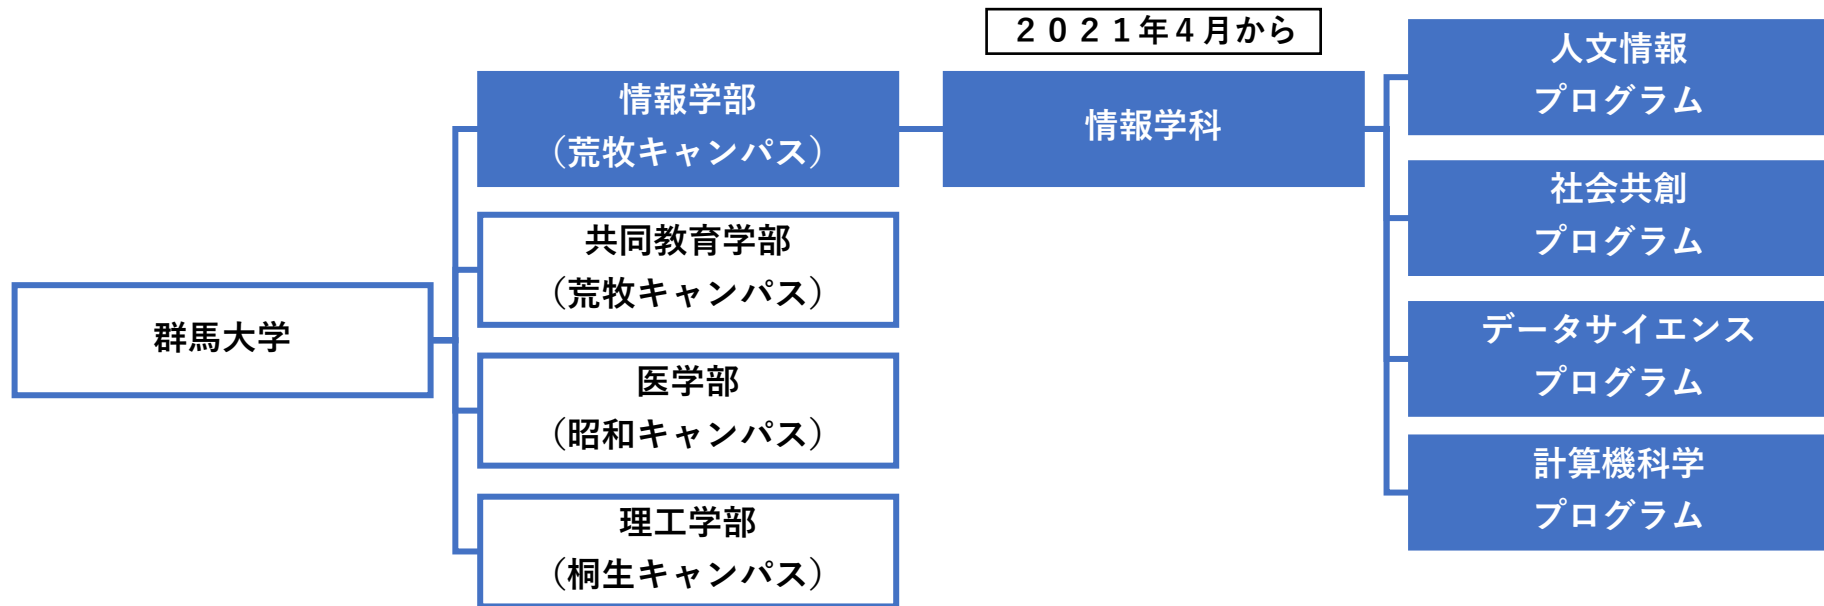 ２０２１年４月から
群馬大学
情報学部
（荒牧キャンパス）
共同教育学部
（荒牧キャンパス）
医学部
（昭和キャンパス）
理工学部
（桐生キャンパス）
情報学科
人文情報
プログラム
社会共創
プログラム
データサイエンス
プログラム
計算機科学
プログラム